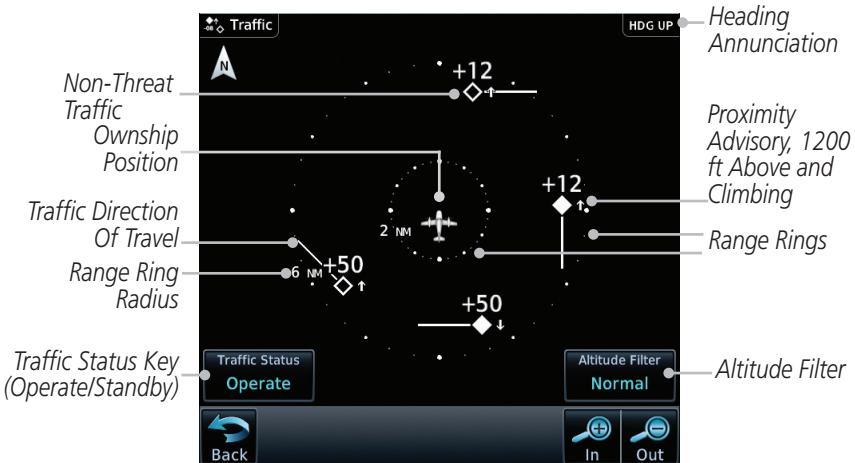 Traffic
HDG UP
Heading
Annunciation
N
Non-Threat
Traffic
+12
Ownship
Position
Proximity
Advisory, 1200
ft Above and
Climbing
+12
Traffic Direction
Of Travel
2 NM
Range Rings
Range Ring
Radius
6 NM
+50
+50
Traffic Status Key
(Operate/Standby)
Traffic Status
Operate
Altitude Filter
Normal
Altitude Filter
Back
In
Out